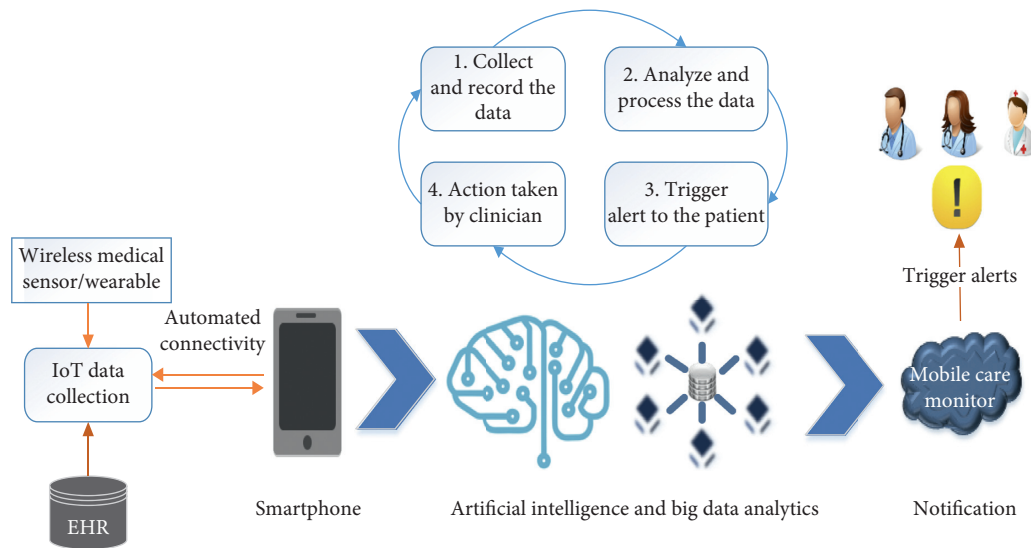 1. Collect
and record the
data
2. Analyze and
process the data
4. Action taken
by clinician
3. Trigger
alert to the patient
!
Trigger alerts
Wireless medical
sensor/wearable
Automated
connectivity
IoT data
collection
Mobile care
monitor
EHR
Smartphone
Artificial intelligence and big data analytics
Notification